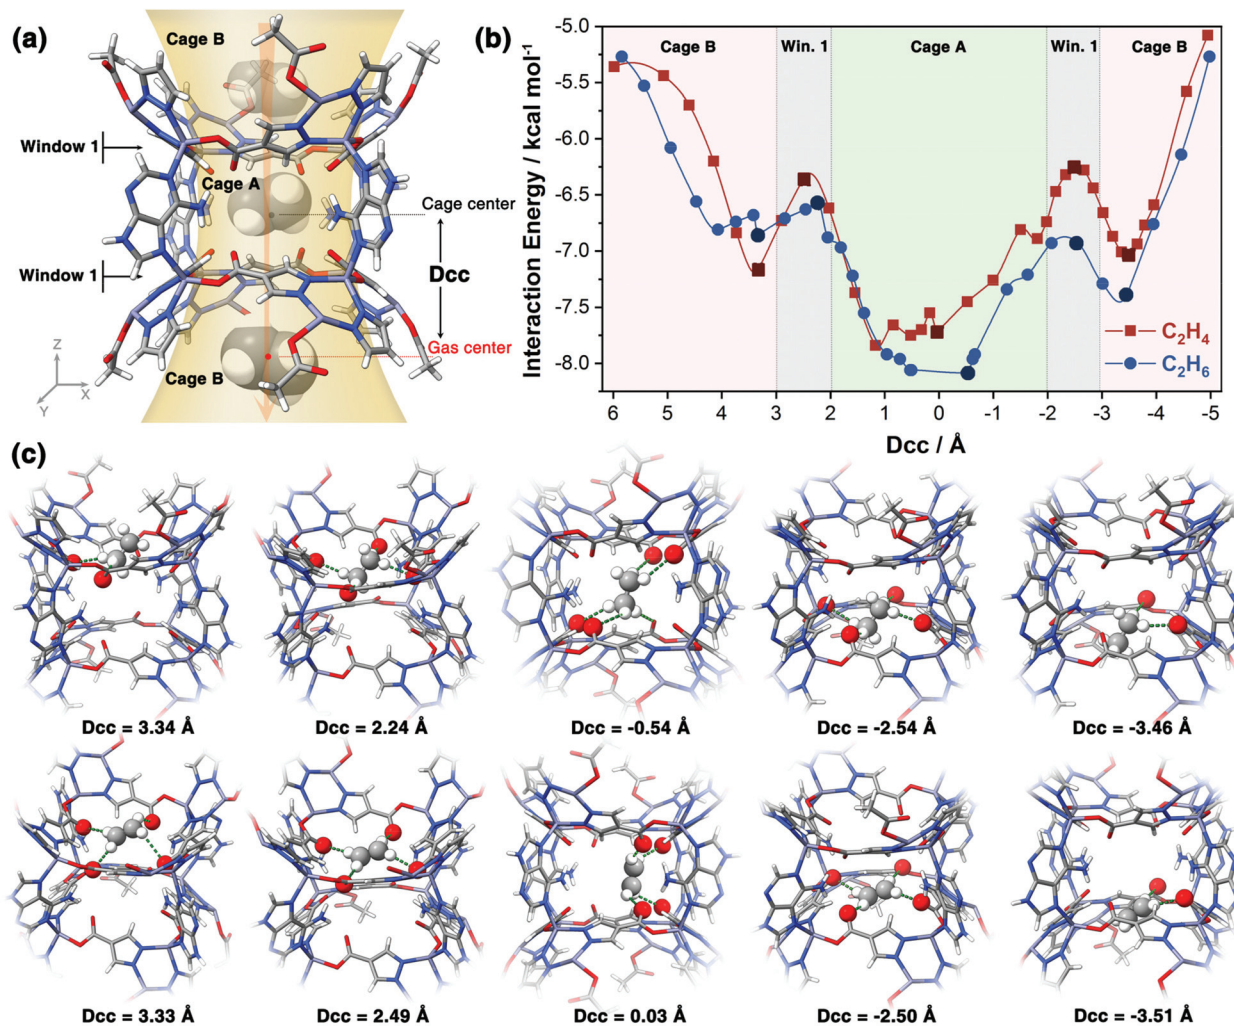 (a)
Cage B
Window 1
Cage A
Cage center
Window 1
Dcc
Gas center
Cage B
Z
X
Y
(b)
Interaction Energy / kcal mol⁻¹
-5.0
-5.5
-6.0
-6.5
-7.0
-7.5
-8.0
Cage B Win. 1 Cage A Win. 1 Cage B
C₂H₄
C₂H₆
6 5 4 3 2 1 0 -1 -2 -3 -4 -5
Dcc / Å
(c)
Dcc = 3.34 Å Dcc = 2.24 Å Dcc = -0.54 Å Dcc = -2.54 Å Dcc = -3.46 Å
Dcc = 3.33 Å Dcc = 2.49 Å Dcc = 0.03 Å Dcc = -2.50 Å Dcc = -3.51 Å